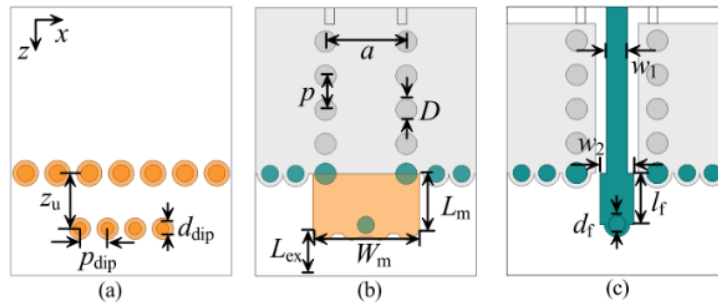 x
z
z_u
p_dip
d_dip
(a)
a
p
D
L_m
L_ex
W_m
(b)
w_1
w_2
l_f
d_f
(c)